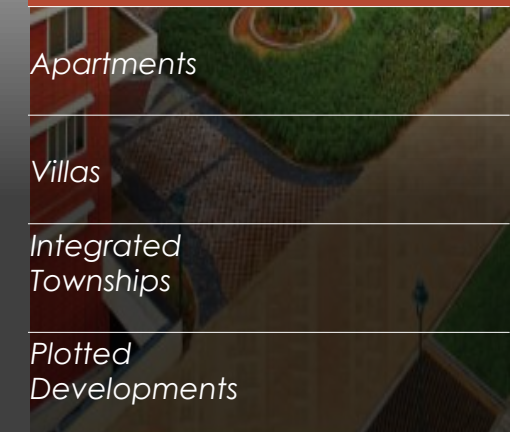 Apartments
Villas
Integrated
Townships
Plotted
Developments